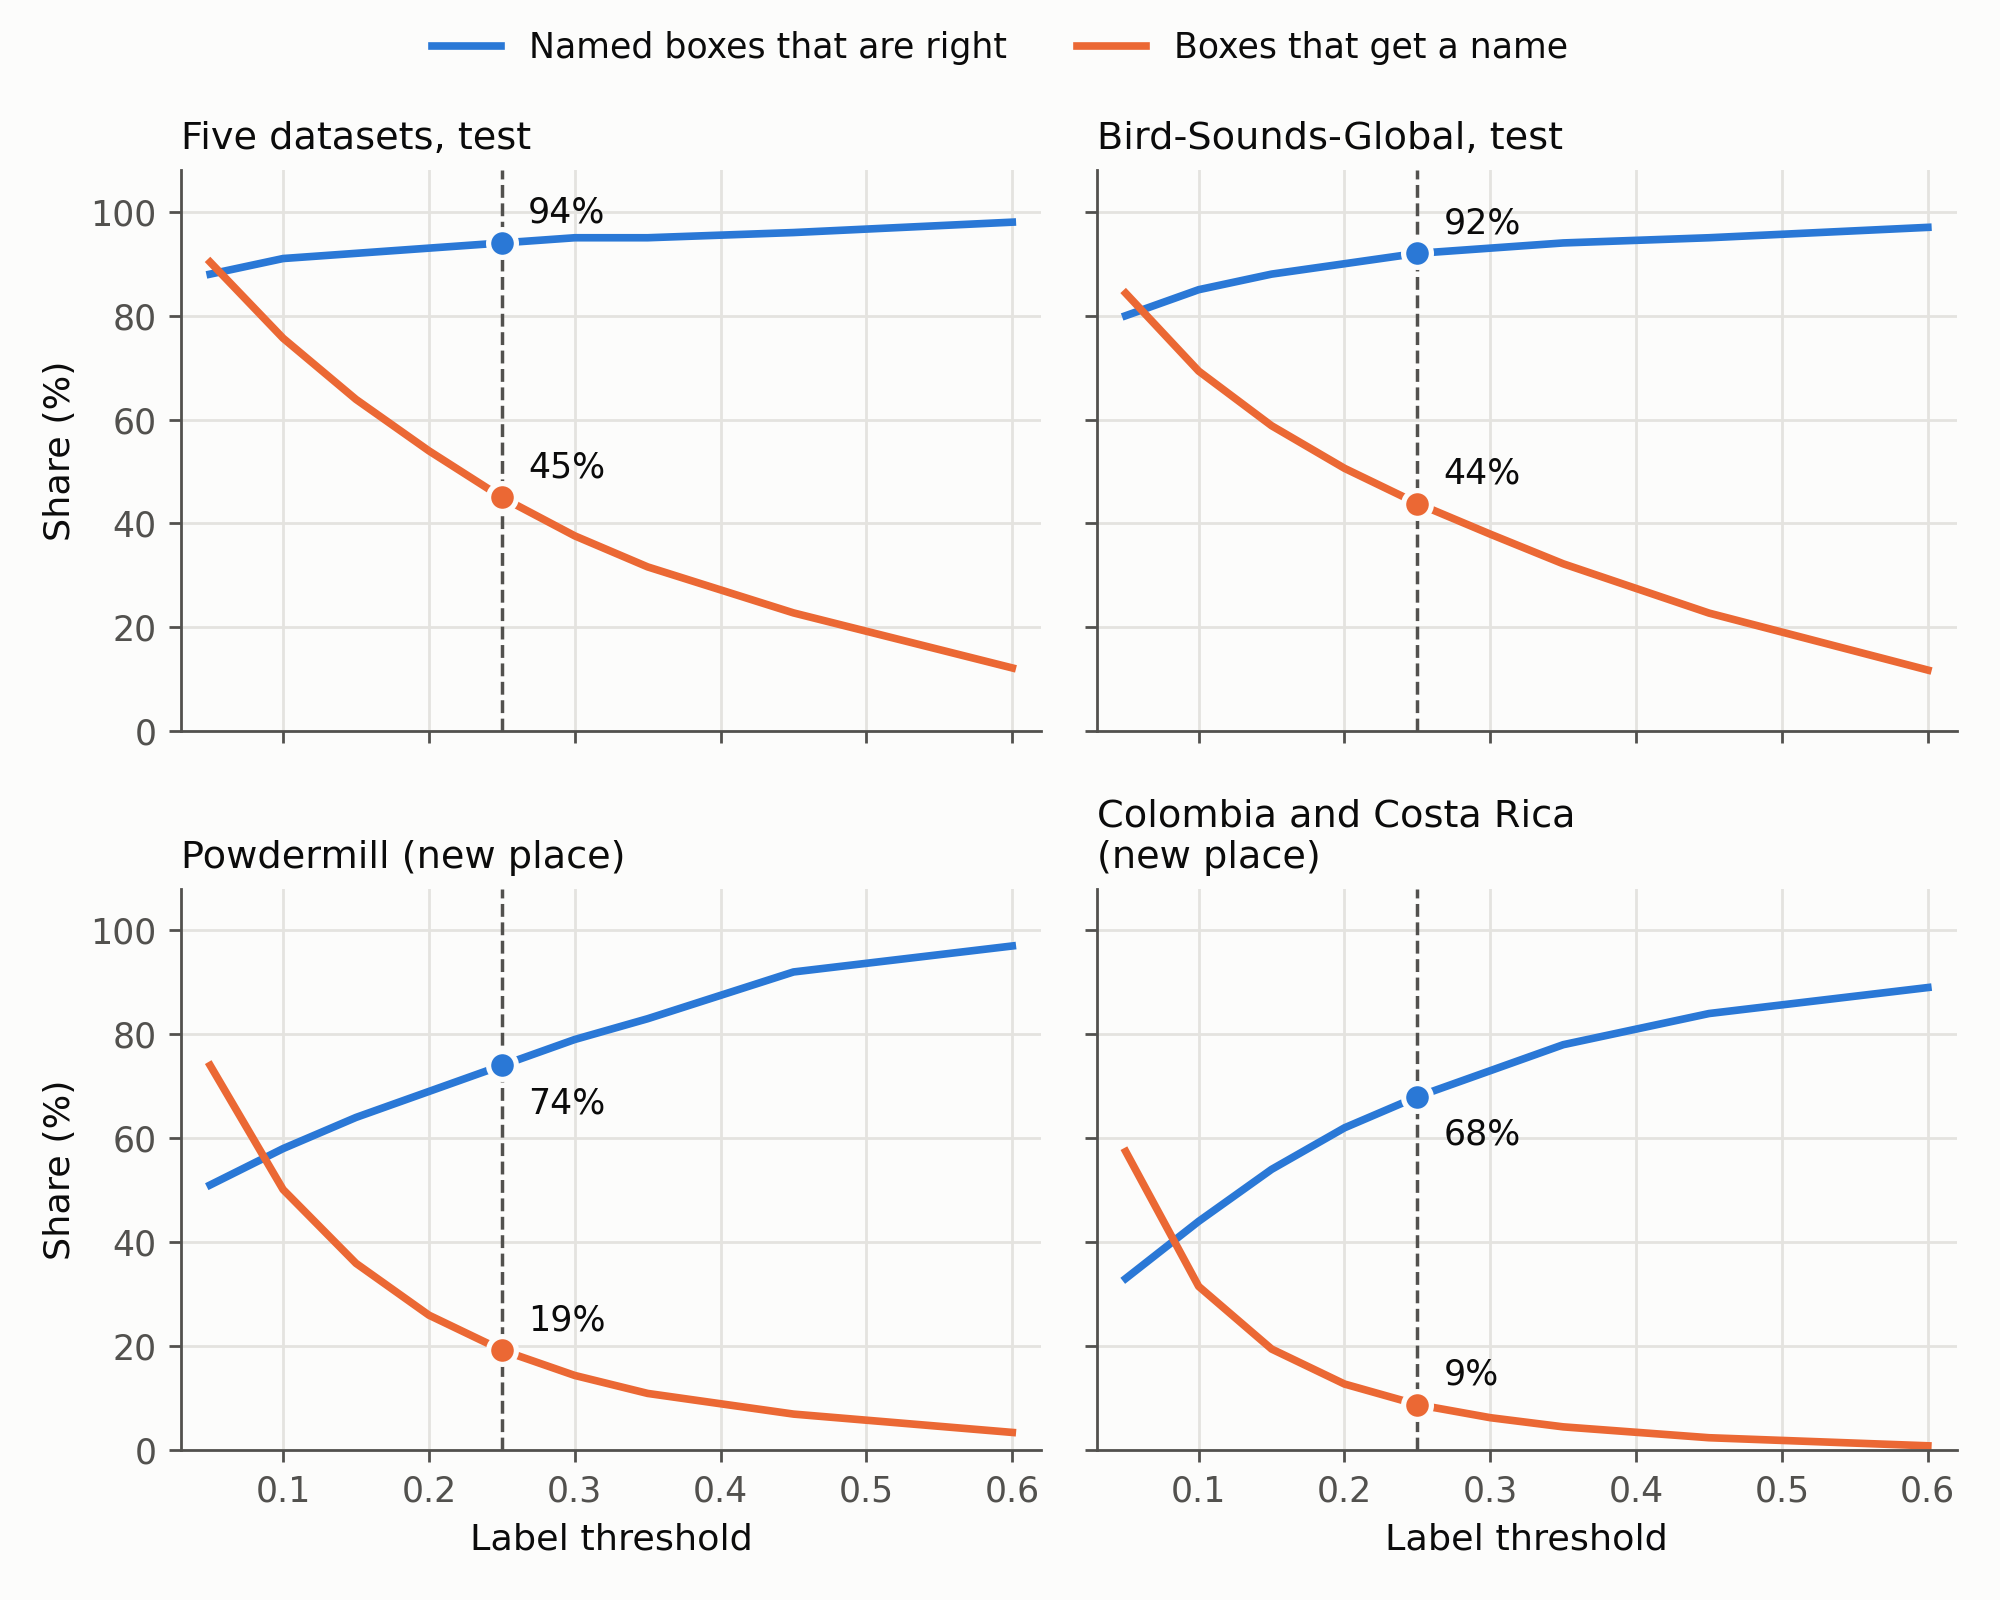 Named boxes that are right
Boxes that get a name
Five datasets, test
Bird-Sounds-Global, test
Share (%)
100
80
60
40
20
0
94%
45%
92%
44%
Powdermill (new place)
Colombia and Costa Rica
(new place)
Share (%)
100
80
60
40
20
0
74%
19%
68%
9%
0.1 0.2 0.3 0.4 0.5 0.6
0.1 0.2 0.3 0.4 0.5 0.6
Label threshold
Label threshold